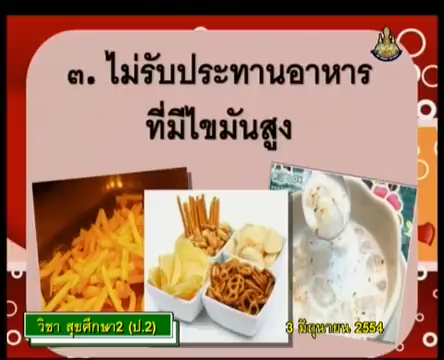 ๓. ไม่รับประทานอาหาร
ที่มีไขมันสูง
วิชา สุขศึกษา2 (ป.2)
3 มิถุนายน 2554